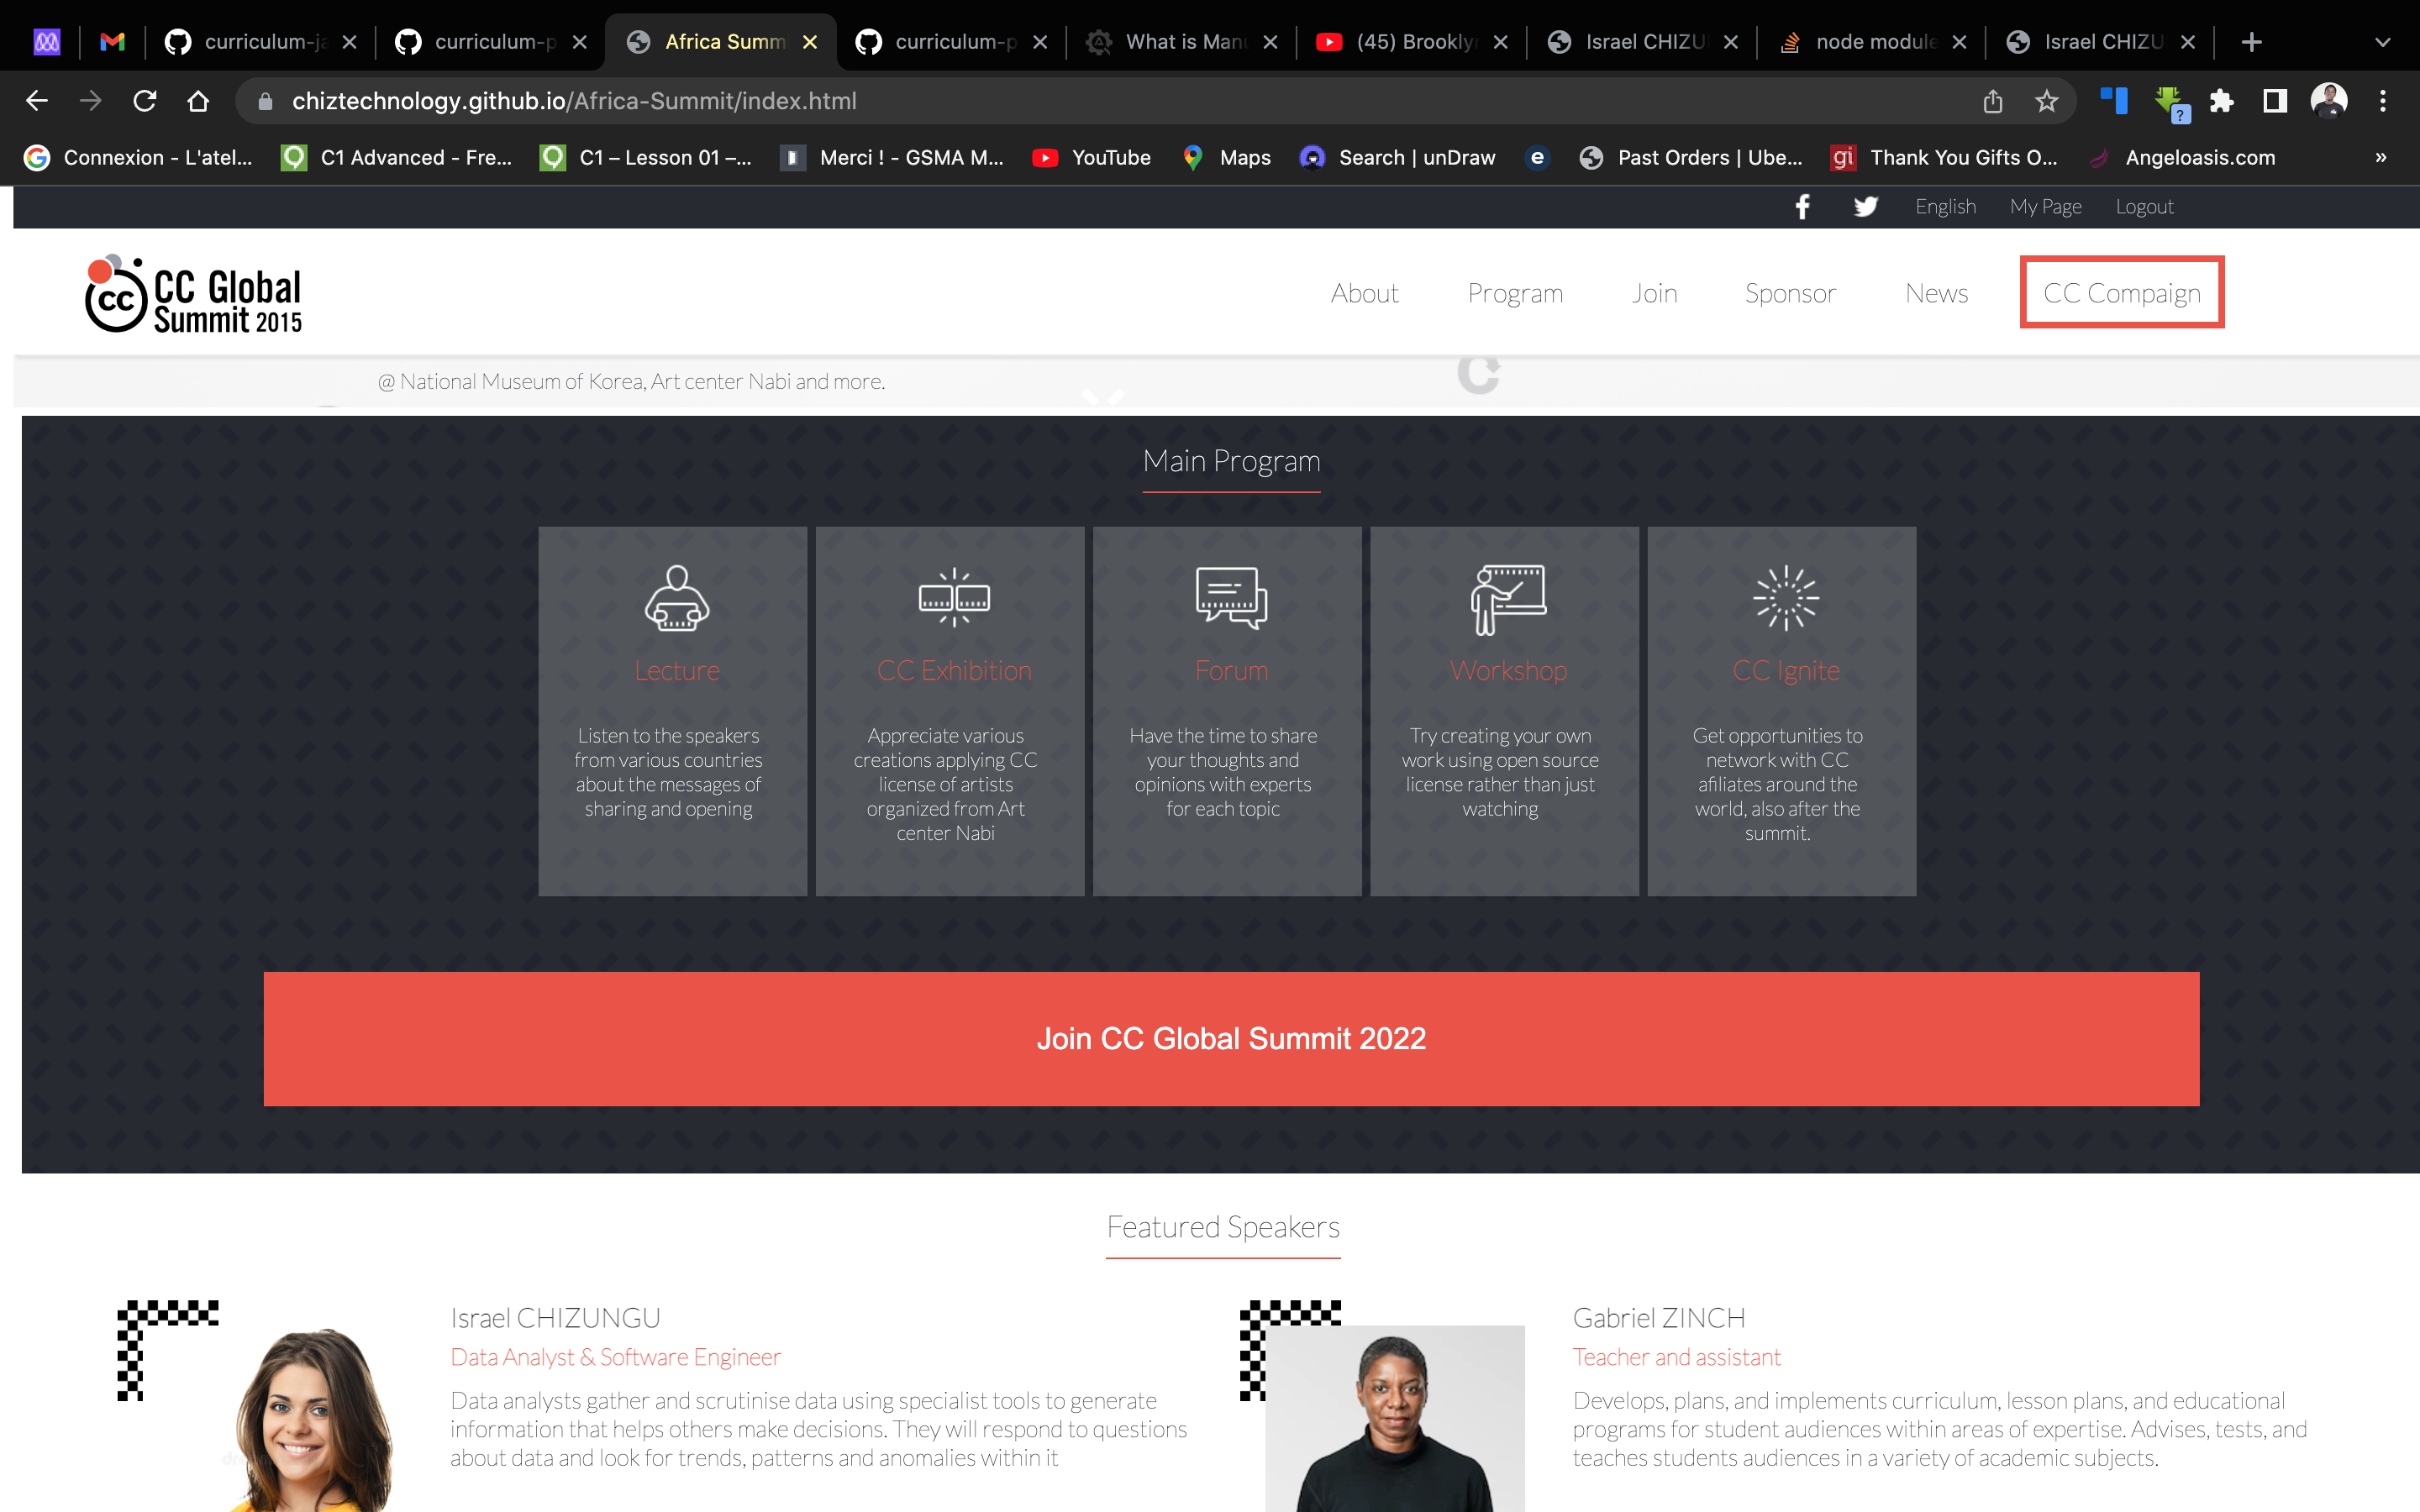 curriculum-ja
curriculum-p
Africa Summ
curriculum-p
What is Manu
(45) Brooklyn
Israel CHIZU
node module
Israel CHIZU
chiztechnology.github.io/Africa-Summit/index.html
?
Connexion - L'atel...
C1 Advanced - Fre...
C1 – Lesson 01 –...
Merci ! - GSMA M...
YouTube
Maps
Search | unDraw
e
Past Orders | Ube...
gi
Thank You Gifts O...
Angeloasis.com
»
English
My Page
Logout
cc
CC Global
Summit 2015
About
Program
Join
Sponsor
News
CC Compaign
@ National Museum of Korea, Art center Nabi and more.
Main Program
Lecture
Listen to the speakers
from various countries
about the messages of
sharing and opening
CC Exhibition
Appreciate various
creations applying CC
license of artists
organized from Art
center Nabi
Forum
Have the time to share
your thoughts and
opinions with experts
for each topic
Workshop
Try creating your own
work using open source
license rather than just
watching
CC Ignite
Get opportunities to
network with CC
afiliates around the
world, also after the
summit.
Join CC Global Summit 2022
Featured Speakers
Israel CHIZUNGU
Data Analyst & Software Engineer
Data analysts gather and scrutinise data using specialist tools to generate
information that helps others make decisions. They will respond to questions
about data and look for trends, patterns and anomalies within it
Gabriel ZINCH
Teacher and assistant
Develops, plans, and implements curriculum, lesson plans, and educational
programs for student audiences within areas of expertise. Advises, tests, and
teaches students audiences in a variety of academic subjects.